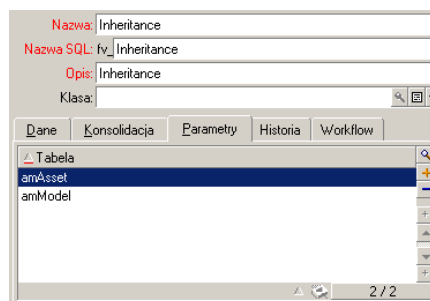 Nazwa: Inheritance
Nazwa SQL: fv_ Inheritance
Opis: Inheritance
Klasa:
Dane Konsolidacja Parametry Historia Workflow
Tabela
amAsset
amModel
2 / 2